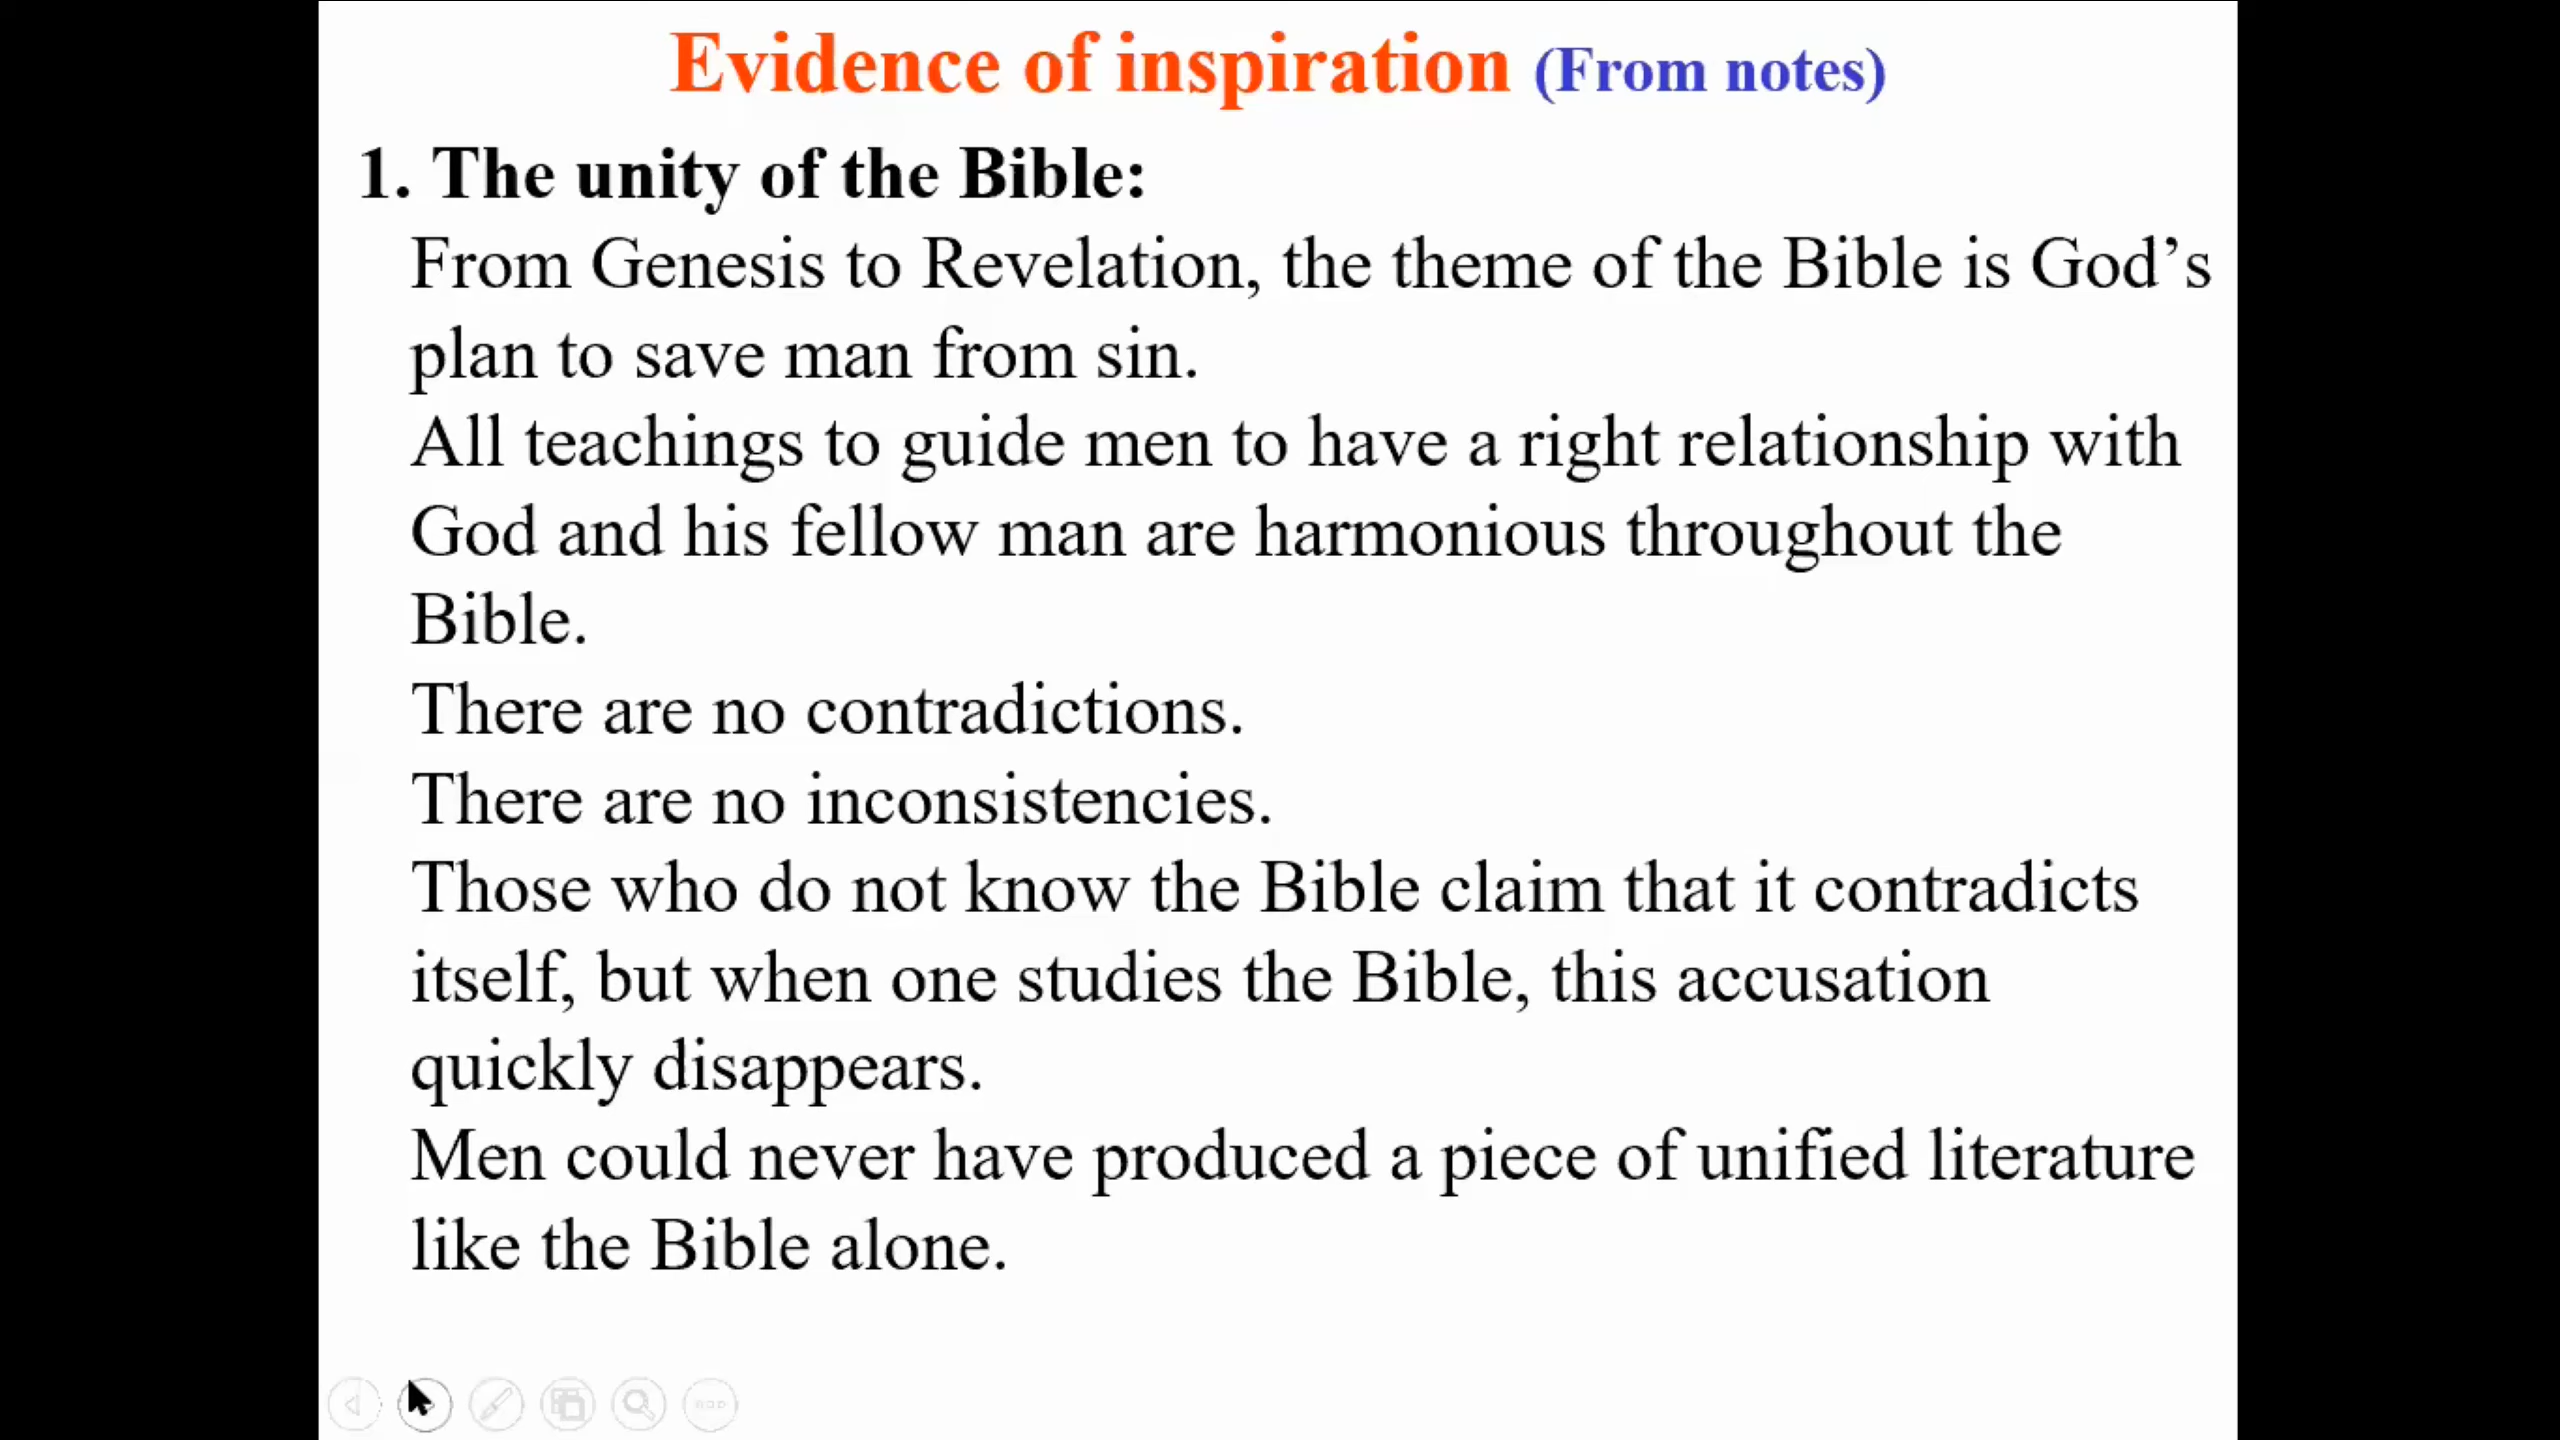 Evidence of inspiration (From notes)
1. The unity of the Bible:
From Genesis to Revelation, the theme of the Bible is God’s
plan to save man from sin.
All teachings to guide men to have a right relationship with
God and his fellow man are harmonious throughout the
Bible.
There are no contradictions.
There are no inconsistencies.
Those who do not know the Bible claim that it contradicts
itself, but when one studies the Bible, this accusation
quickly disappears.
Men could never have produced a piece of unified literature
like the Bible alone.